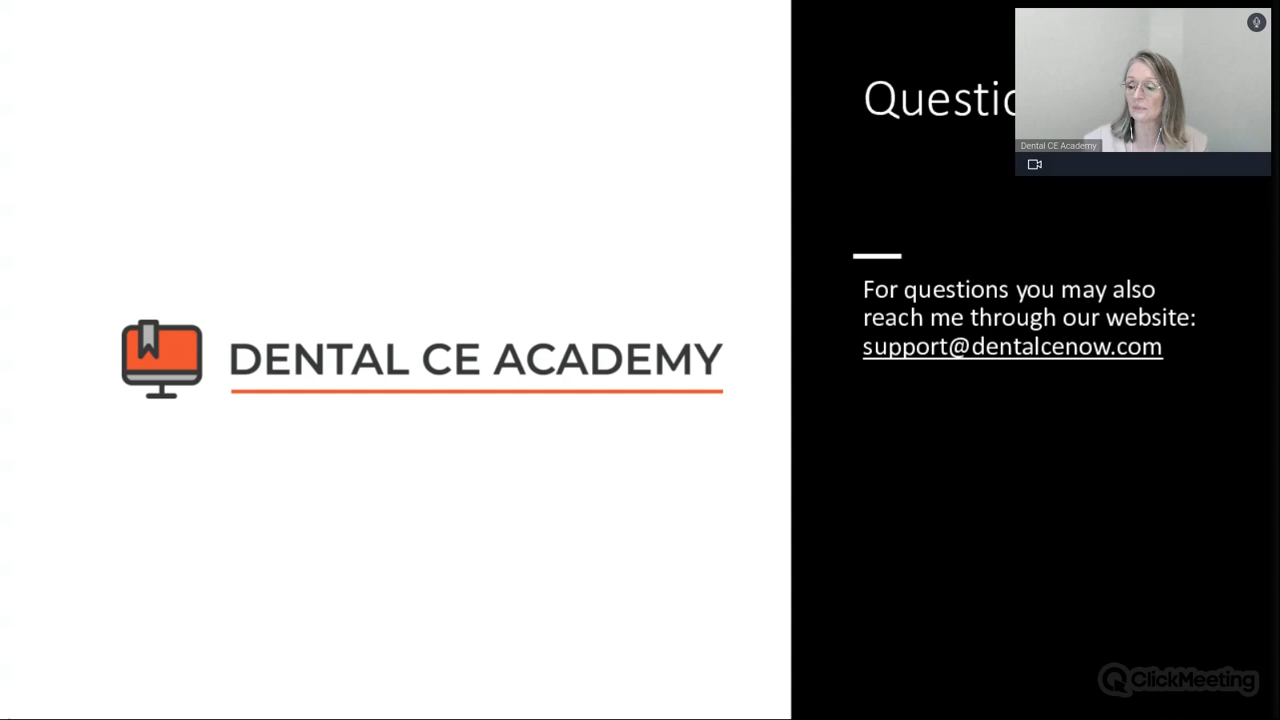 DENTAL CE ACADEMY
Dental CE Academy
For questions you may also
reach me through our website:
support@dentalcenow.com
ClickMeeting